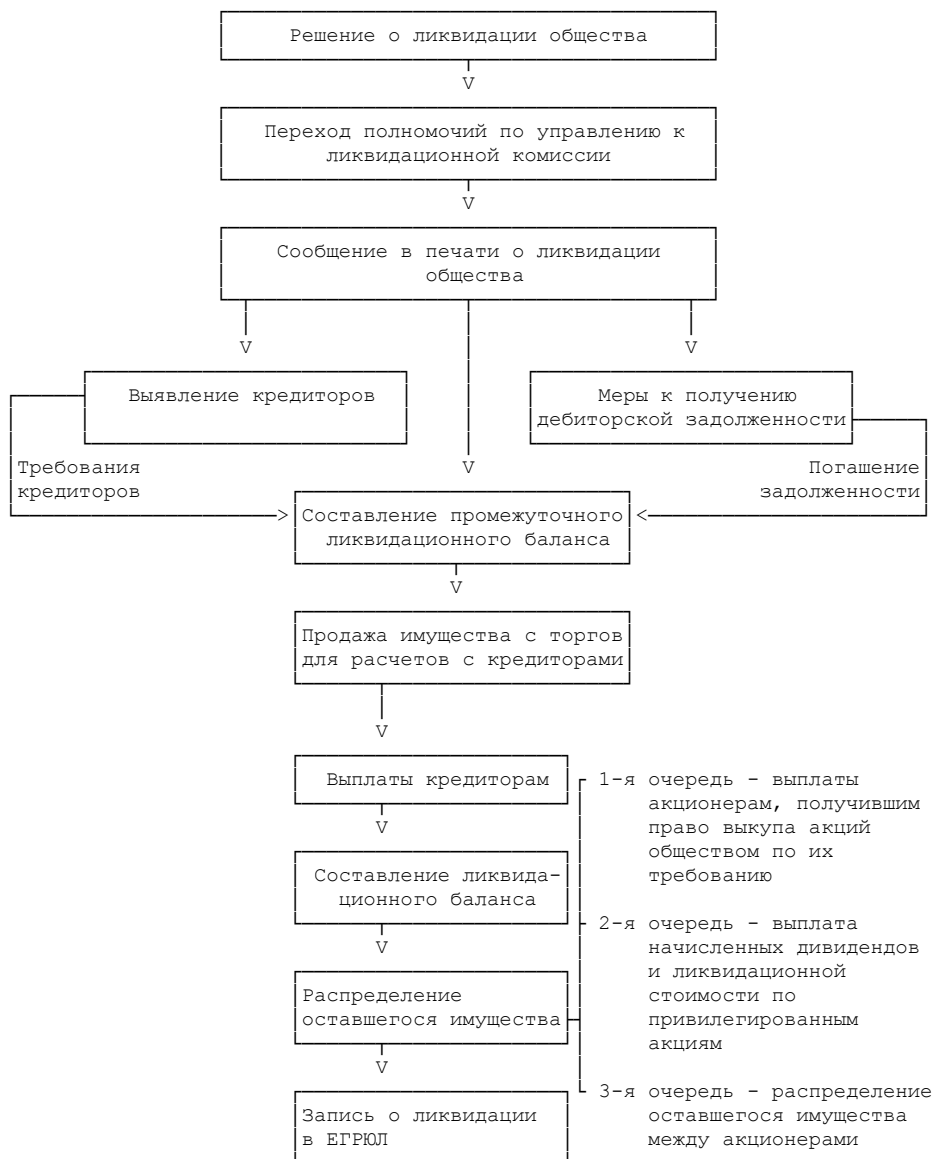 Решение о ликвидации общества
V
Переход полномочий по управлению к
ликвидационной комиссии
V
Сообщение в печати о ликвидации
общества
V
V
Выявление кредиторов
Меры к получению
дебиторской задолженности
V
Требования
кредиторов
Погашение
задолженности
Составление промежуточного
ликвидационного баланса
V
Продажа имущества с торгов
для расчетов с кредиторами
V
Выплаты кредиторам
V
Составление ликвида-
ционного баланса
V
Распределение
оставшегося имущества
V
Запись о ликвидации
в ЕГРЮЛ
1-я очередь - выплаты
акционерам, получившим
право выкупа акций
обществом по их
требованию
2-я очередь - выплата
начисленных дивидендов
и ликвидационной
стоимости по
привилегированным
акциям
3-я очередь - распределение
оставшегося имущества
между акционерами